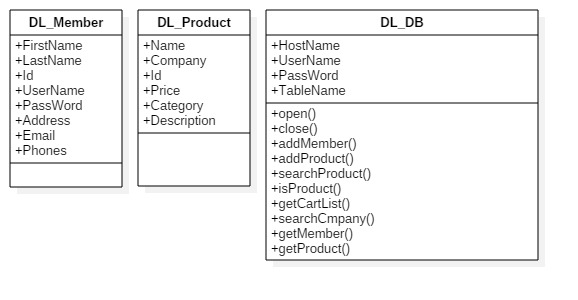 DL_Member
+FirstName
+LastName
+Id
+UserName
+PassWord
+Address
+Email
+Phones
DL_Product
+Name
+Company
+Id
+Price
+Category
+Description
DL_DB
+HostName
+UserName
+PassWord
+TableName
+open()
+close()
+addMember()
+addProduct()
+searchProduct()
+isProduct()
+getCartList()
+searchCmpany()
+getMember()
+getProduct()